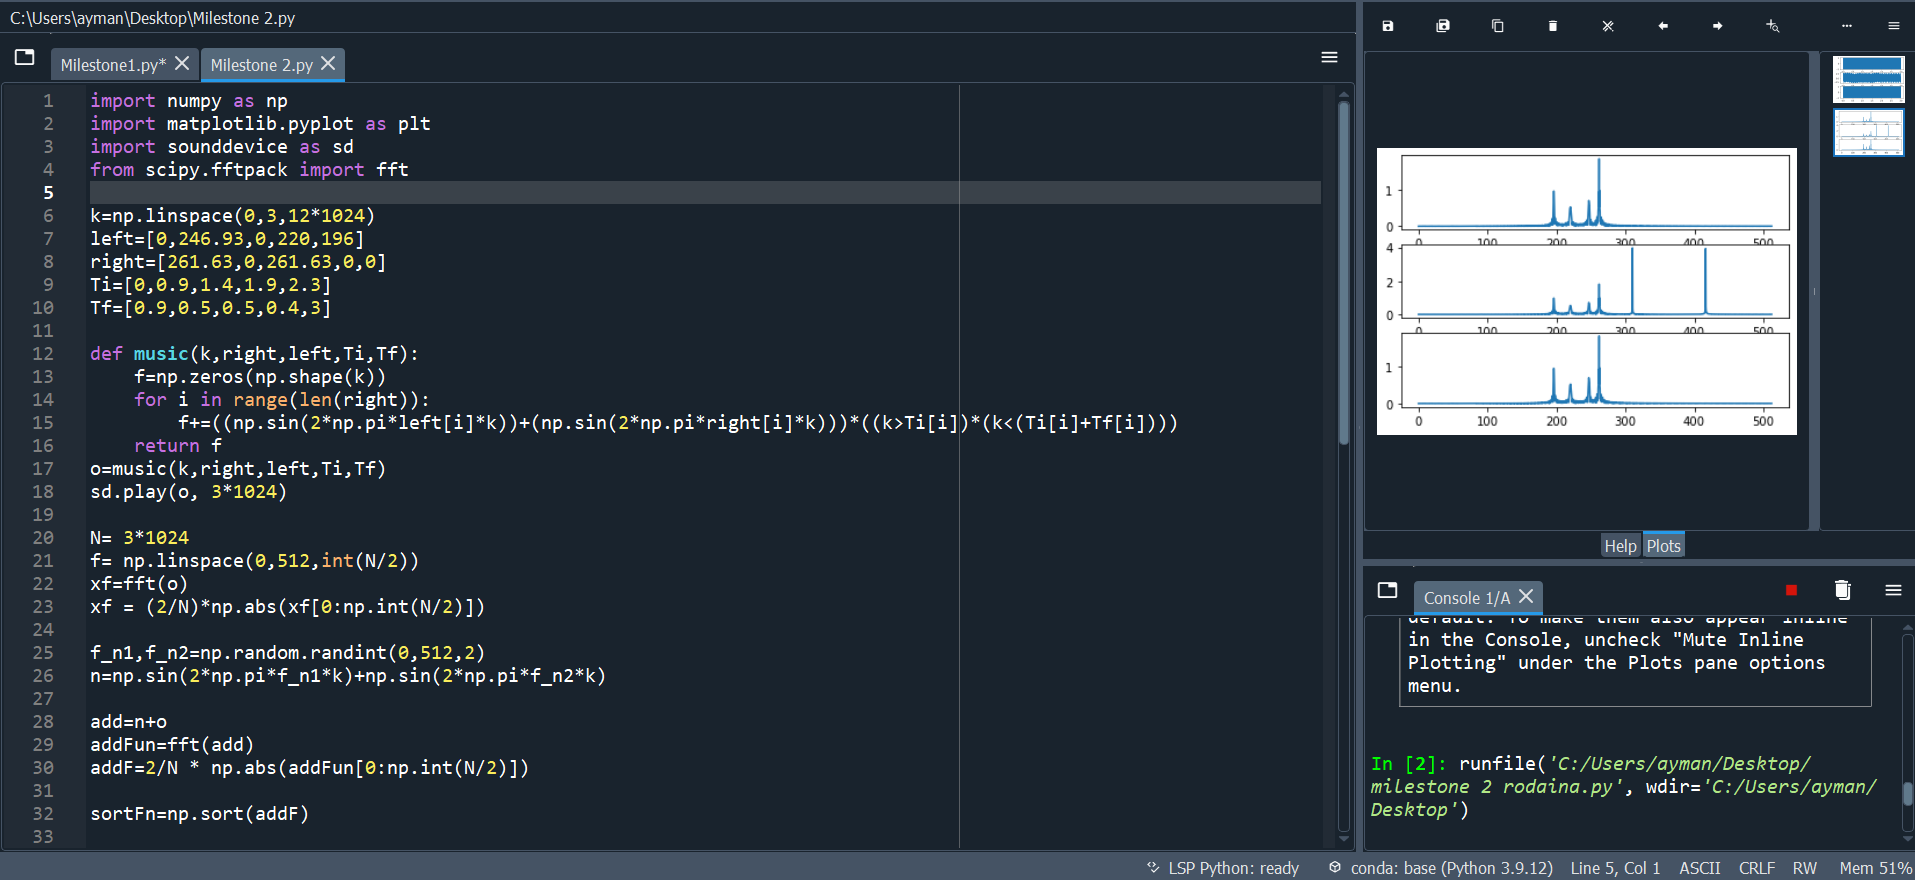 C:\Users\ayman\Desktop\Milestone 2.py
Milestone1.py*
Milestone 2.py
1 import numpy as np
2 import matplotlib.pyplot as plt
3 import sounddevice as sd
4 from scipy.fftpack import fft
5
6 k=np.linspace(0,3,12*1024)
7 left=[0,246.93,0,220,196]
8 right=[261.63,0,261.63,0,0]
9 Ti=[0,0.9,1.4,1.9,2.3]
10 Tf=[0.9,0.5,0.5,0.4,3]
11
12 def music(k,right,left,Ti,Tf):
13     f=np.zeros(np.shape(k))
14     for i in range(len(right)):
15         f+=((np.sin(2*np.pi*left[i]*k))+(np.sin(2*np.pi*right[i]*k)))*((k>Ti[i])*(k<(Ti[i]+Tf[i])))
16     return f
17 o=music(k,right,left,Ti,Tf)
18 sd.play(o, 3*1024)
19
20 N= 3*1024
21 f= np.linspace(0,512,int(N/2))
22 xf=fft(o)
23 xf = (2/N)*np.abs(xf[0:np.int(N/2)])
24
25 f_n1,f_n2=np.random.randint(0,512,2)
26 n=np.sin(2*np.pi*f_n1*k)+np.sin(2*np.pi*f_n2*k)
27
28 add=n+o
29 addFun=fft(add)
30 addF=2/N * np.abs(addFun[0:np.int(N/2)])
31
32 sortFn=np.sort(addF)
33
1
0
0 100 200 300 400 500
4
2
0
0 100 200 300 400 500
1
0
0 100 200 300 400 500
Help
Plots
Console 1/A
default. To make them also appear inline
in the Console, uncheck "Mute Inline
Plotting" under the Plots pane options
menu.
In [2]: runfile('C:/Users/ayman/Desktop/
milestone 2 rodaina.py', wdir='C:/Users/ayman/
Desktop')
LSP Python: ready
conda: base (Python 3.9.12)
Line 5, Col 1
ASCII
CRLF
RW
Mem 51%